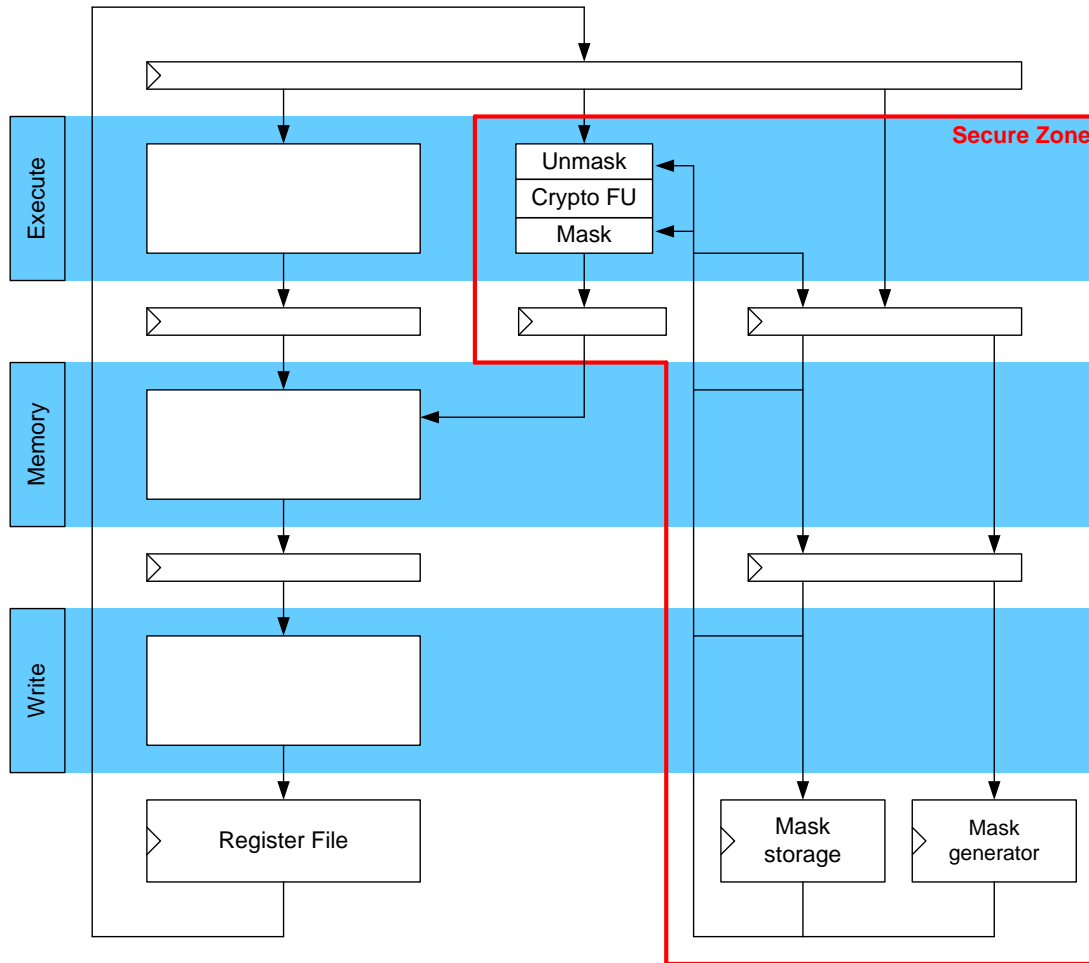 Secure Zone
Execute
Unmask
Crypto FU
Mask
Memory
Write
Register File
Mask
storage
Mask
generator